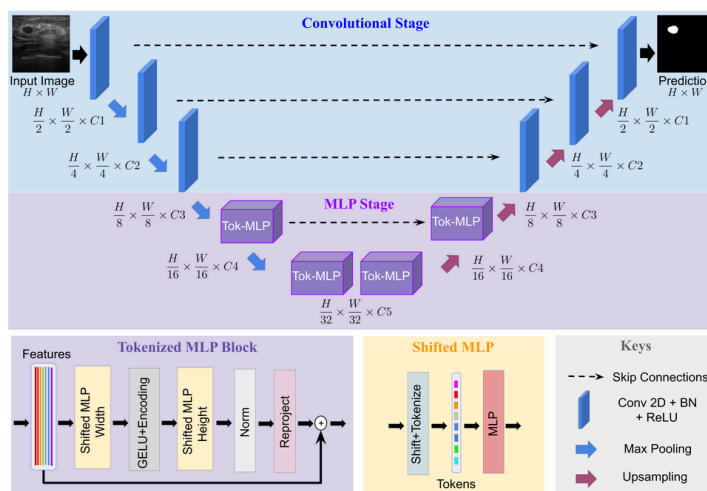 Convolutional Stage
Input Image
H × W
Prediction
H × W
H/2 × W/2 × C1
H/2 × W/2 × C1
H/4 × W/4 × C2
H/4 × W/4 × C2
MLP Stage
H/8 × W/8 × C3
Tok-MLP
Tok-MLP
H/8 × W/8 × C3
H/16 × W/16 × C4
Tok-MLP
Tok-MLP
H/16 × W/16 × C4
H/32 × W/32 × C5
Tokenized MLP Block
Features
Shifted MLP
Width
GELU+Encoding
Shifted MLP
Height
Norm
Reproject
+
Shifted MLP
Shift+Tokenize
Tokens
MLP
Keys
Skip Connections
Conv 2D + BN
+ ReLU
Max Pooling
Upsampling